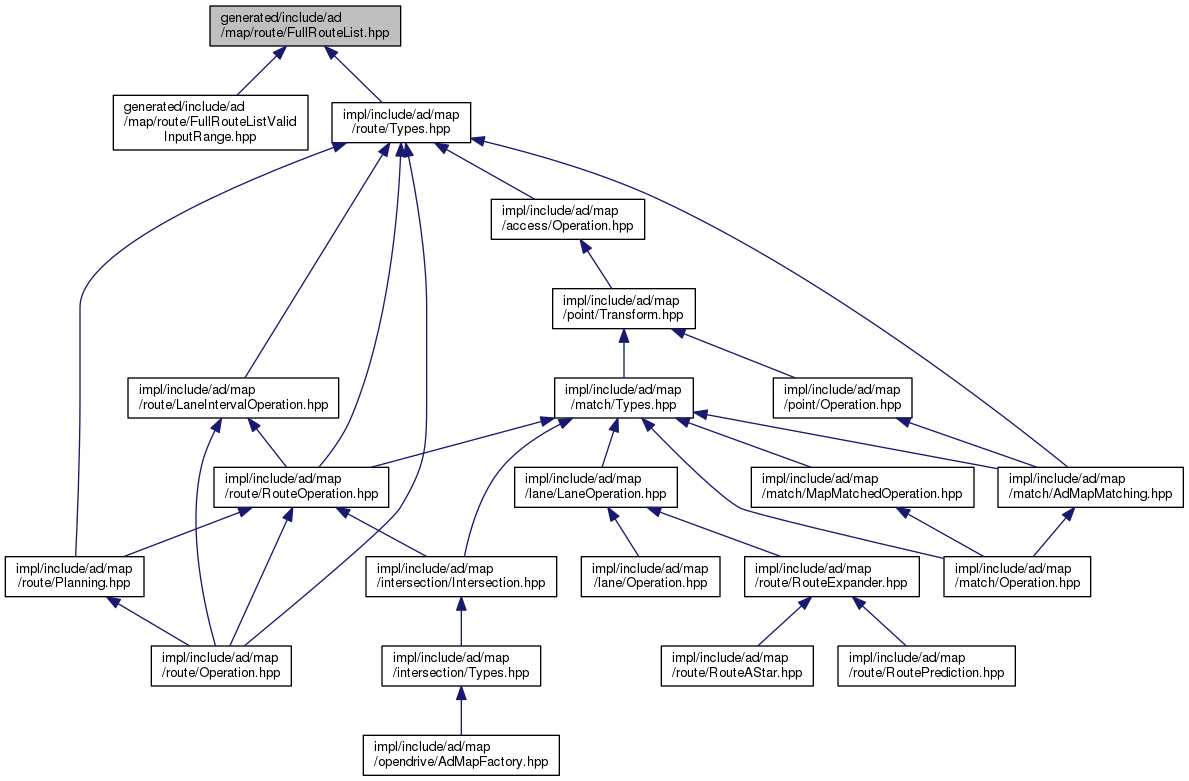 generated/include/ad
/map/route/FullRouteList.hpp
generated/include/ad
/map/route/FullRouteListValid
InputRange.hpp
impl/include/ad/map
/route/Types.hpp
impl/include/ad/map
/access/Operation.hpp
impl/include/ad/map
/point/Transform.hpp
impl/include/ad/map
/route/LaneIntervalOperation.hpp
impl/include/ad/map
/match/Types.hpp
impl/include/ad/map
/point/Operation.hpp
impl/include/ad/map
/route/RouteOperation.hpp
impl/include/ad/map
/lane/LaneOperation.hpp
impl/include/ad/map
/match/MapMatchedOperation.hpp
impl/include/ad/map
/match/AdMapMatching.hpp
impl/include/ad/map
/route/Planning.hpp
impl/include/ad/map
/intersection/Intersection.hpp
impl/include/ad/map
/lane/Operation.hpp
impl/include/ad/map
/route/RouteExpander.hpp
impl/include/ad/map
/match/Operation.hpp
impl/include/ad/map
/route/Operation.hpp
impl/include/ad/map
/intersection/Types.hpp
impl/include/ad/map
/route/RouteAStar.hpp
impl/include/ad/map
/route/RoutePrediction.hpp
impl/include/ad/map
/opendrive/AdMapFactory.hpp